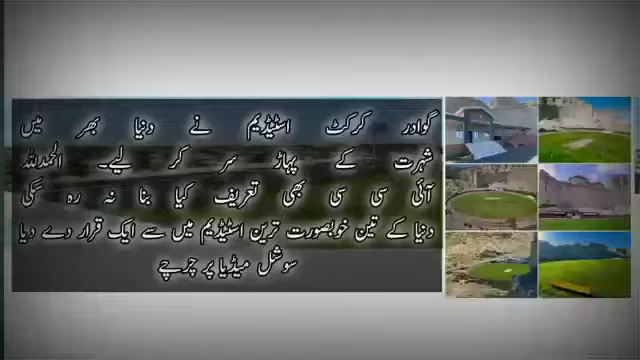 گوادر کرکٹ اسٹیڈیم نے دنیا بھر میں
شہرت کے پہاڑ سر کر لیے۔ الحمدللہ
آئی سی سی بھی تعریف کیا بنا نہ رہ سکی
دنیا کے تین خوبصورت ترین اسٹیڈیم میں سے ایک قرار دے دیا
سوشل میڈیا پر چرچے